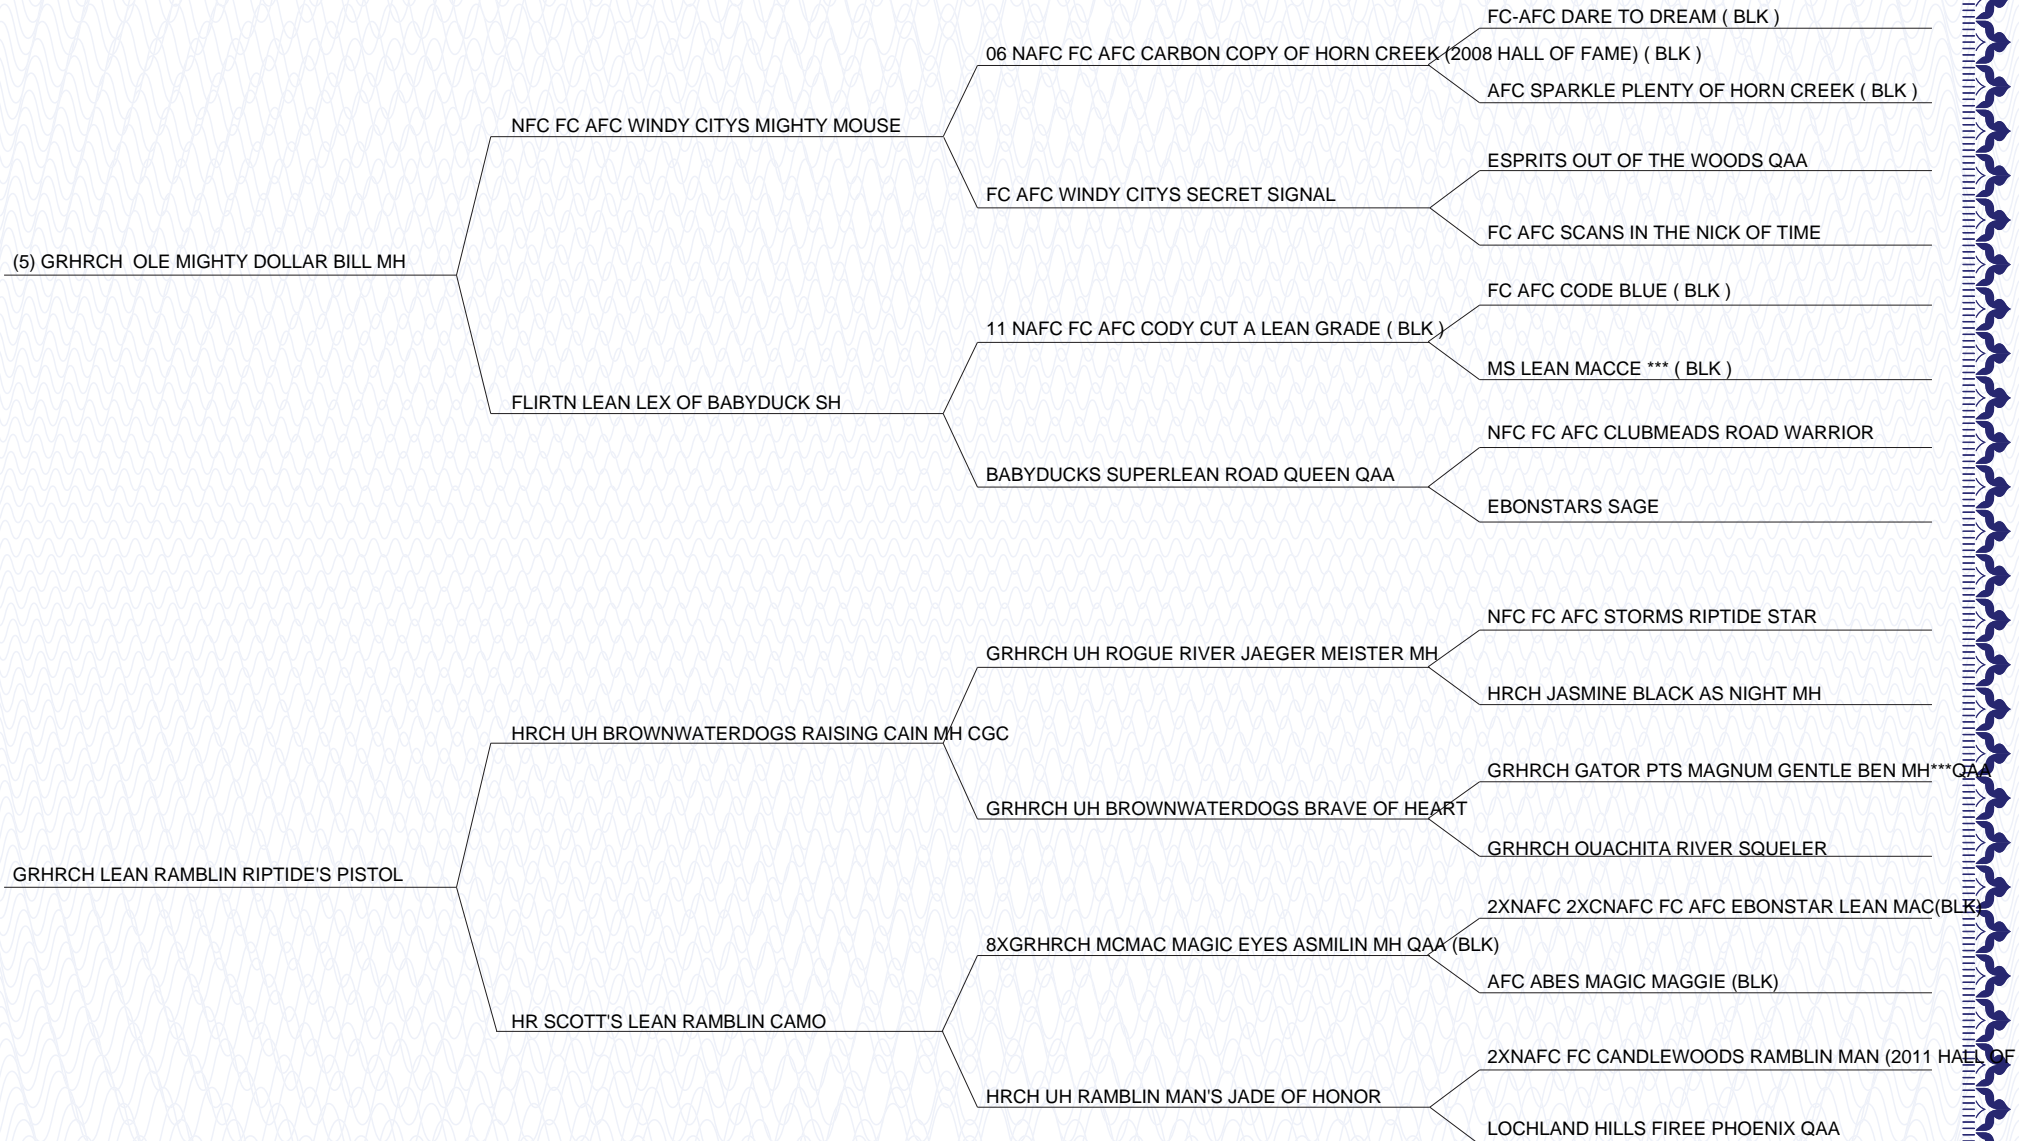 FC-AFC DARE TO DREAM ( BLK )
06 NAFC FC AFC CARBON COPY OF HORN CREEK (2008 HALL OF FAME) ( BLK )
AFC SPARKLE PLENTY OF HORN CREEK ( BLK )
NFC FC AFC WINDY CITYS MIGHTY MOUSE
ESPRITS OUT OF THE WOODS QAA
FC AFC WINDY CITYS SECRET SIGNAL
FC AFC SCANS IN THE NICK OF TIME
(5) GRHRCH  OLE MIGHTY DOLLAR BILL MH
FC AFC CODE BLUE ( BLK )
11 NAFC FC AFC CODY CUT A LEAN GRADE ( BLK )
MS LEAN MACCE *** ( BLK )
FLIRTN LEAN LEX OF BABYDUCK SH
NFC FC AFC CLUBMEADS ROAD WARRIOR
BABYDUCKS SUPERLEAN ROAD QUEEN QAA
EBONSTARS SAGE
NFC FC AFC STORMS RIPTIDE STAR
GRHRCH UH ROGUE RIVER JAEGER MEISTER MH
HRCH JASMINE BLACK AS NIGHT MH
HRCH UH BROWNWATERDOGS RAISING CAIN MH CGC
GRHRCH GATOR PTS MAGNUM GENTLE BEN MH***QAA
GRHRCH UH BROWNWATERDOGS BRAVE OF HEART
GRHRCH OUACHITA RIVER SQUELER
GRHRCH LEAN RAMBLIN RIPTIDE'S PISTOL
2XNAFC 2XCNAFC FC AFC EBONSTAR LEAN MAC(BLK)
8XGRHRCH MCMAC MAGIC EYES ASMILIN MH QAA (BLK)
AFC ABES MAGIC MAGGIE (BLK)
HR SCOTT'S LEAN RAMBLIN CAMO
2XNAFC FC CANDLEWOODS RAMBLIN MAN (2011 HALL OF
HRCH UH RAMBLIN MAN'S JADE OF HONOR
LOCHLAND HILLS FIREE PHOENIX QAA